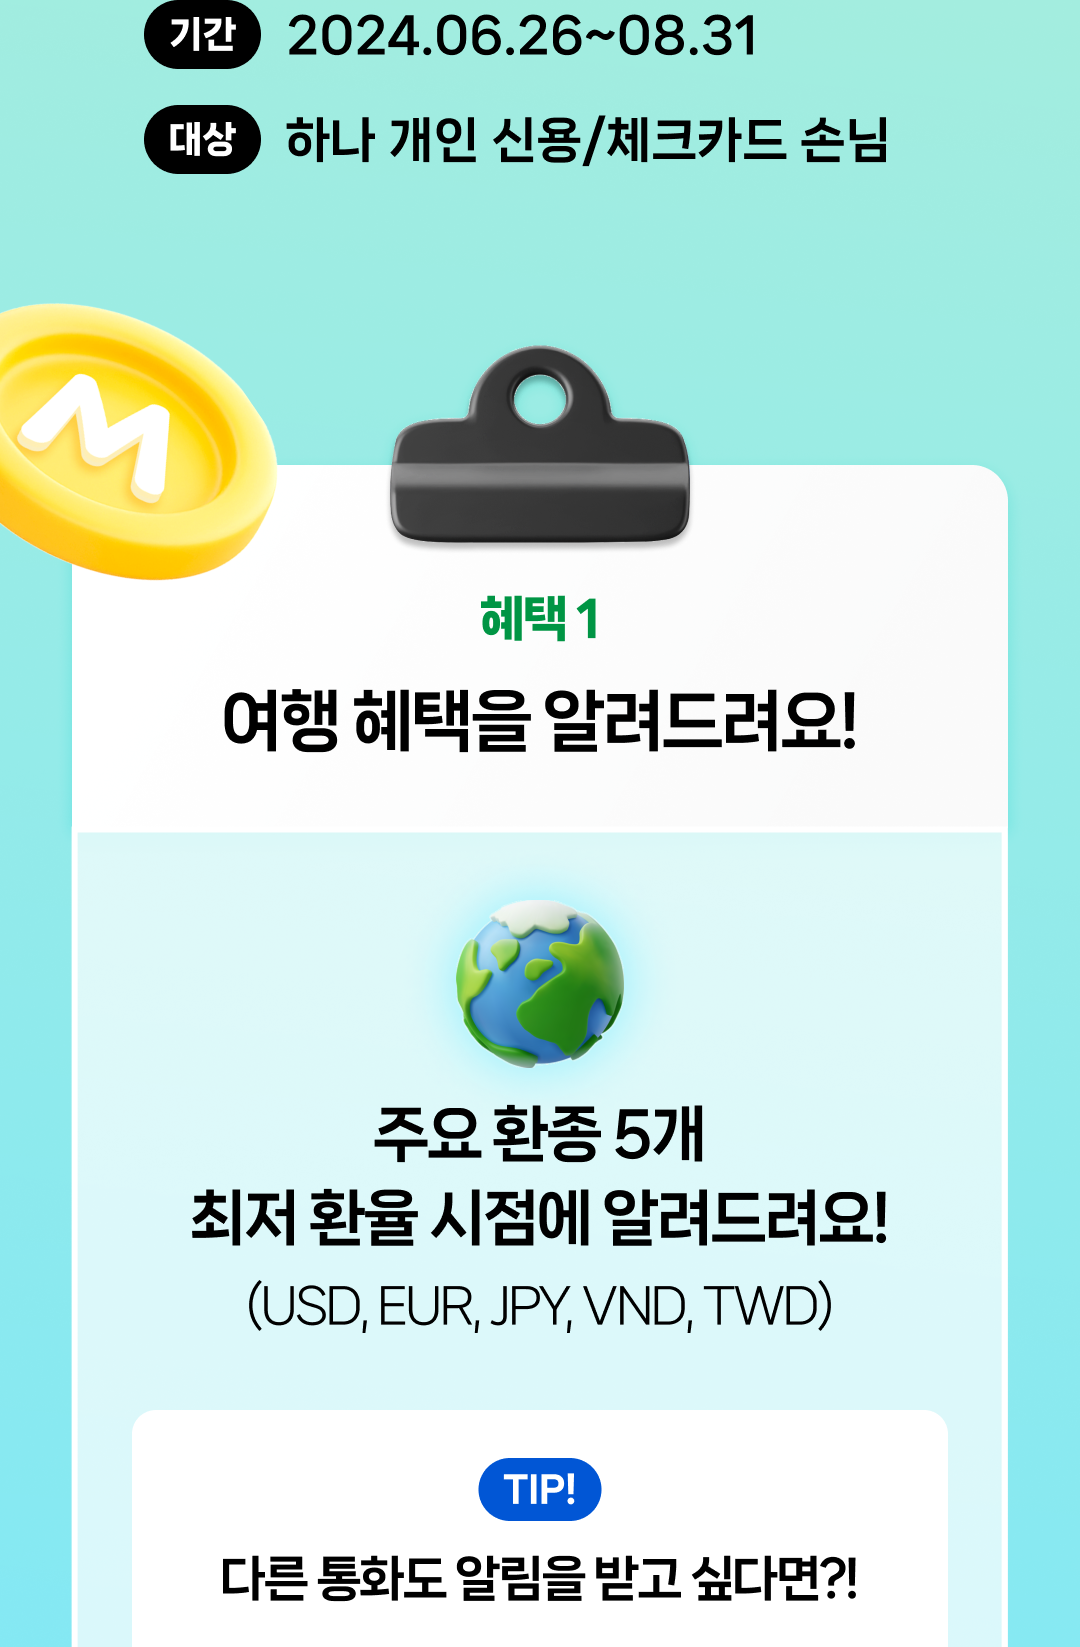 기간 2024.06.26~08.31
대상 하나 개인 신용/체크카드 손님
M
혜택 1
여행 혜택을 알려드려요!
주요 환종 5개
최저 환율 시점에 알려드려요!
(USD, EUR, JPY, VND, TWD)
TIP!
다른 통화도 알림을 받고 싶다면?!